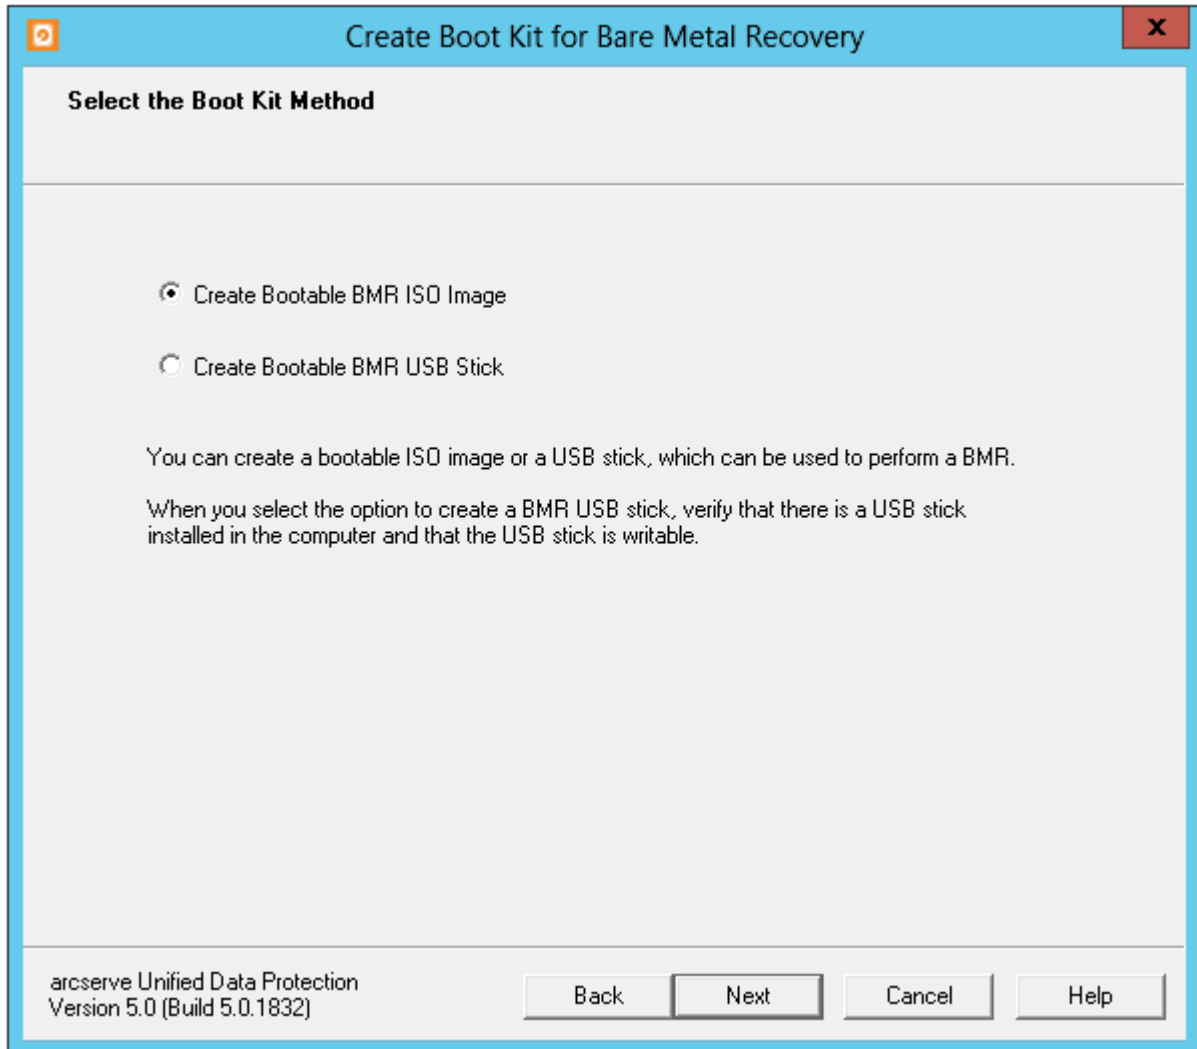 Create Boot Kit for Bare Metal Recovery
x
Select the Boot Kit Method
Create Bootable BMR ISO Image
Create Bootable BMR USB Stick
You can create a bootable ISO image or a USB stick, which can be used to perform a BMR.
When you select the option to create a BMR USB stick, verify that there is a USB stick
installed in the computer and that the USB stick is writable.
arcserve Unified Data Protection
Version 5.0 (Build 5.0.1832)
Back
Next
Cancel
Help